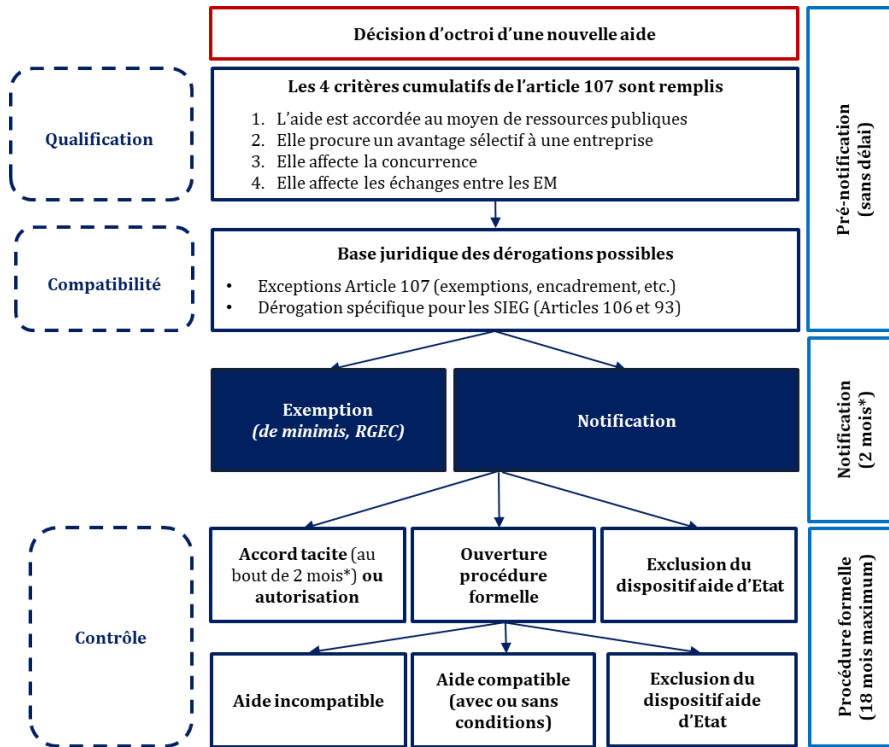 Décision d'octroi d'une nouvelle aide
Qualification
Les 4 critères cumulatifs de l'article 107 sont remplis
1. L'aide est accordée au moyen de ressources publiques
2. Elle procure un avantage sélectif à une entreprise
3. Elle affecte la concurrence
4. Elle affecte les échanges entre les EM
Pré-notification
(sans délai)
Compatibilité
Base juridique des dérogations possibles
• Exceptions Article 107 (exemptions, encadrement, etc.)
• Dérogation spécifique pour les SIEG (Articles 106 et 93)
Exemption
(de minimis, RGEC)
Notification
Notification
(2 mois*)
Contrôle
Accord tacite (au
bout de 2 mois*) ou
autorisation
Ouverture
procédure
formelle
Exclusion du
dispositif aide d'Etat
Procédure formelle
(18 mois maximum)
Aide incompatible
Aide compatible
(avec ou sans
conditions)
Exclusion du
dispositif aide
d'Etat